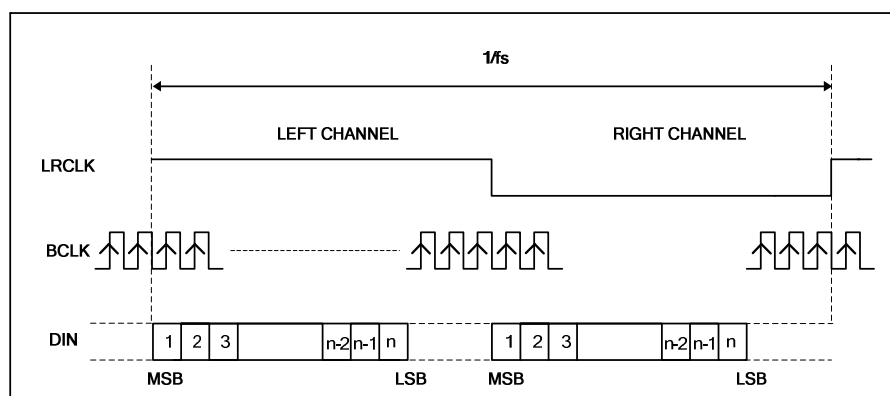 1/fs
LEFT CHANNEL RIGHT CHANNEL
LRCLK
BCLK
DIN 1 2 3 n-2 n-1 n 1 2 3 n-2 n-1 n
MSB LSB MSB LSB